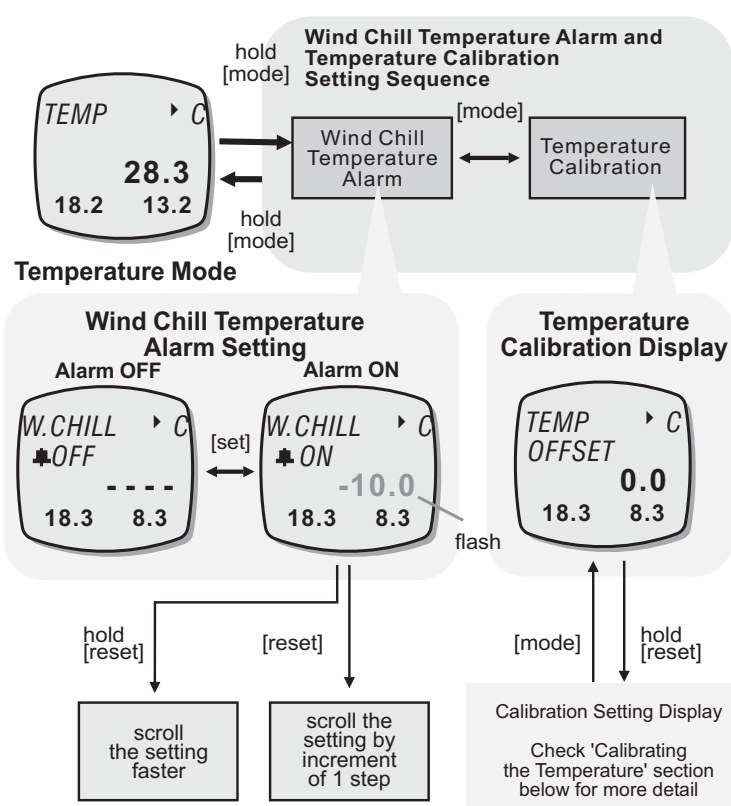 Wind Chill Temperature Alarm and
Temperature Calibration
Setting Sequence
hold
[mode]
TEMP C
28.3
18.2 13.2
Wind Chill
Temperature
Alarm
[mode]
Temperature
Calibration
hold
[mode]
Temperature Mode
Wind Chill Temperature
Alarm Setting
Alarm OFF
W.CHILL C
OFF
- - - -
18.3 8.3
[set]
Alarm ON
W.CHILL C
ON
-10.0
18.3 8.3
flash
Temperature
Calibration Display
TEMP C
OFFSET
0.0
18.3 8.3
hold
[reset]
[reset]
[mode]
hold
[reset]
scroll
the setting
faster
scroll the
setting by
increment
of 1 step
Calibration Setting Display
Check 'Calibrating
the Temperature' section
below for more detail